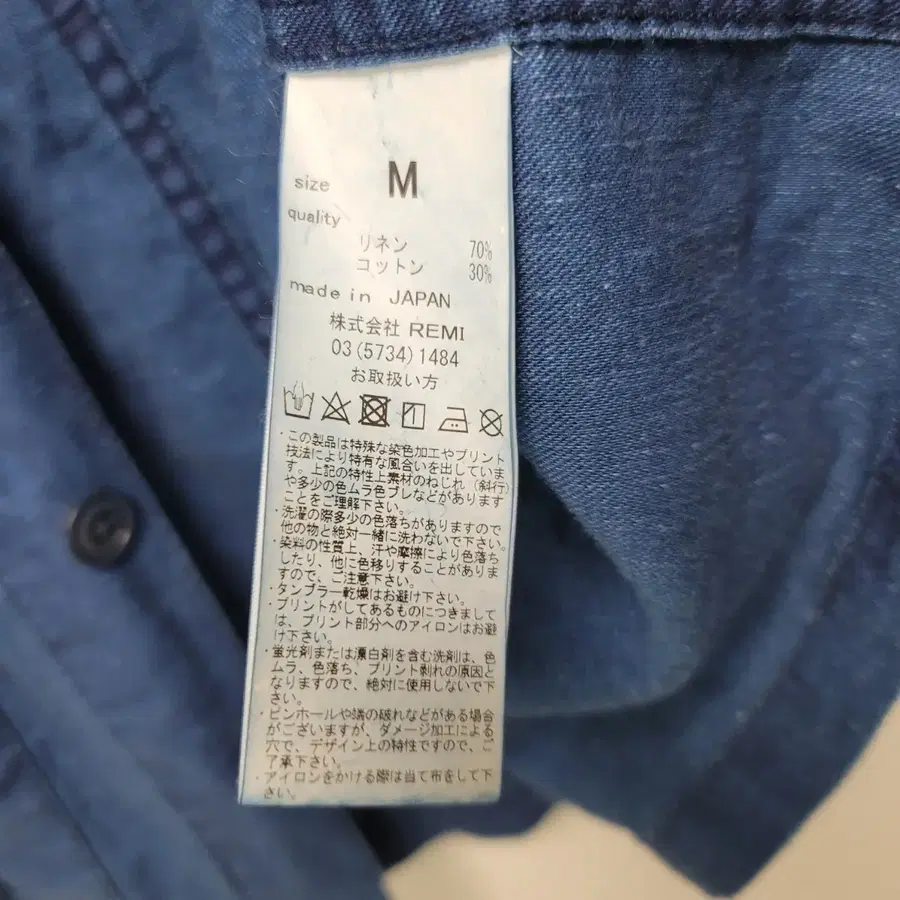 size M
quality
リネン 70%
コットン 30%
made in JAPAN
株式会社 REMI
03(5734)1484
お取扱い方
・この製品は特殊な染色加工やプリント
技法により特有な風合いを出していま
す。上記の特性上素材のねじれ（斜行）
や多少の色ムラ色ブレなどがあります
ことをご理解下さい。
・洗濯の際多少の色落ちがありますので
他の物と絶対一緒に洗わないで下さい。
・染料の性質上、汗や摩擦により色落ち
したり、他に色移りすることがありま
すので、ご注意下さい。
・タンブラー乾燥はお避け下さい。
・プリントがしてあるものにつきまして
は、プリント部分へのアイロンはお避
け下さい。
・蛍光剤または漂白剤を含む洗剤は、色
ムラ、色落ち、プリント剥れの原因と
なりますので、絶対に使用しないで下
さい。
・ピンホールや端の破れなどがある場合
がございますが、ダメージ加工による
穴で、デザイン上の特性ですので、ご
了承下さい。
・アイロンをかける際は当て布をして下
さい。